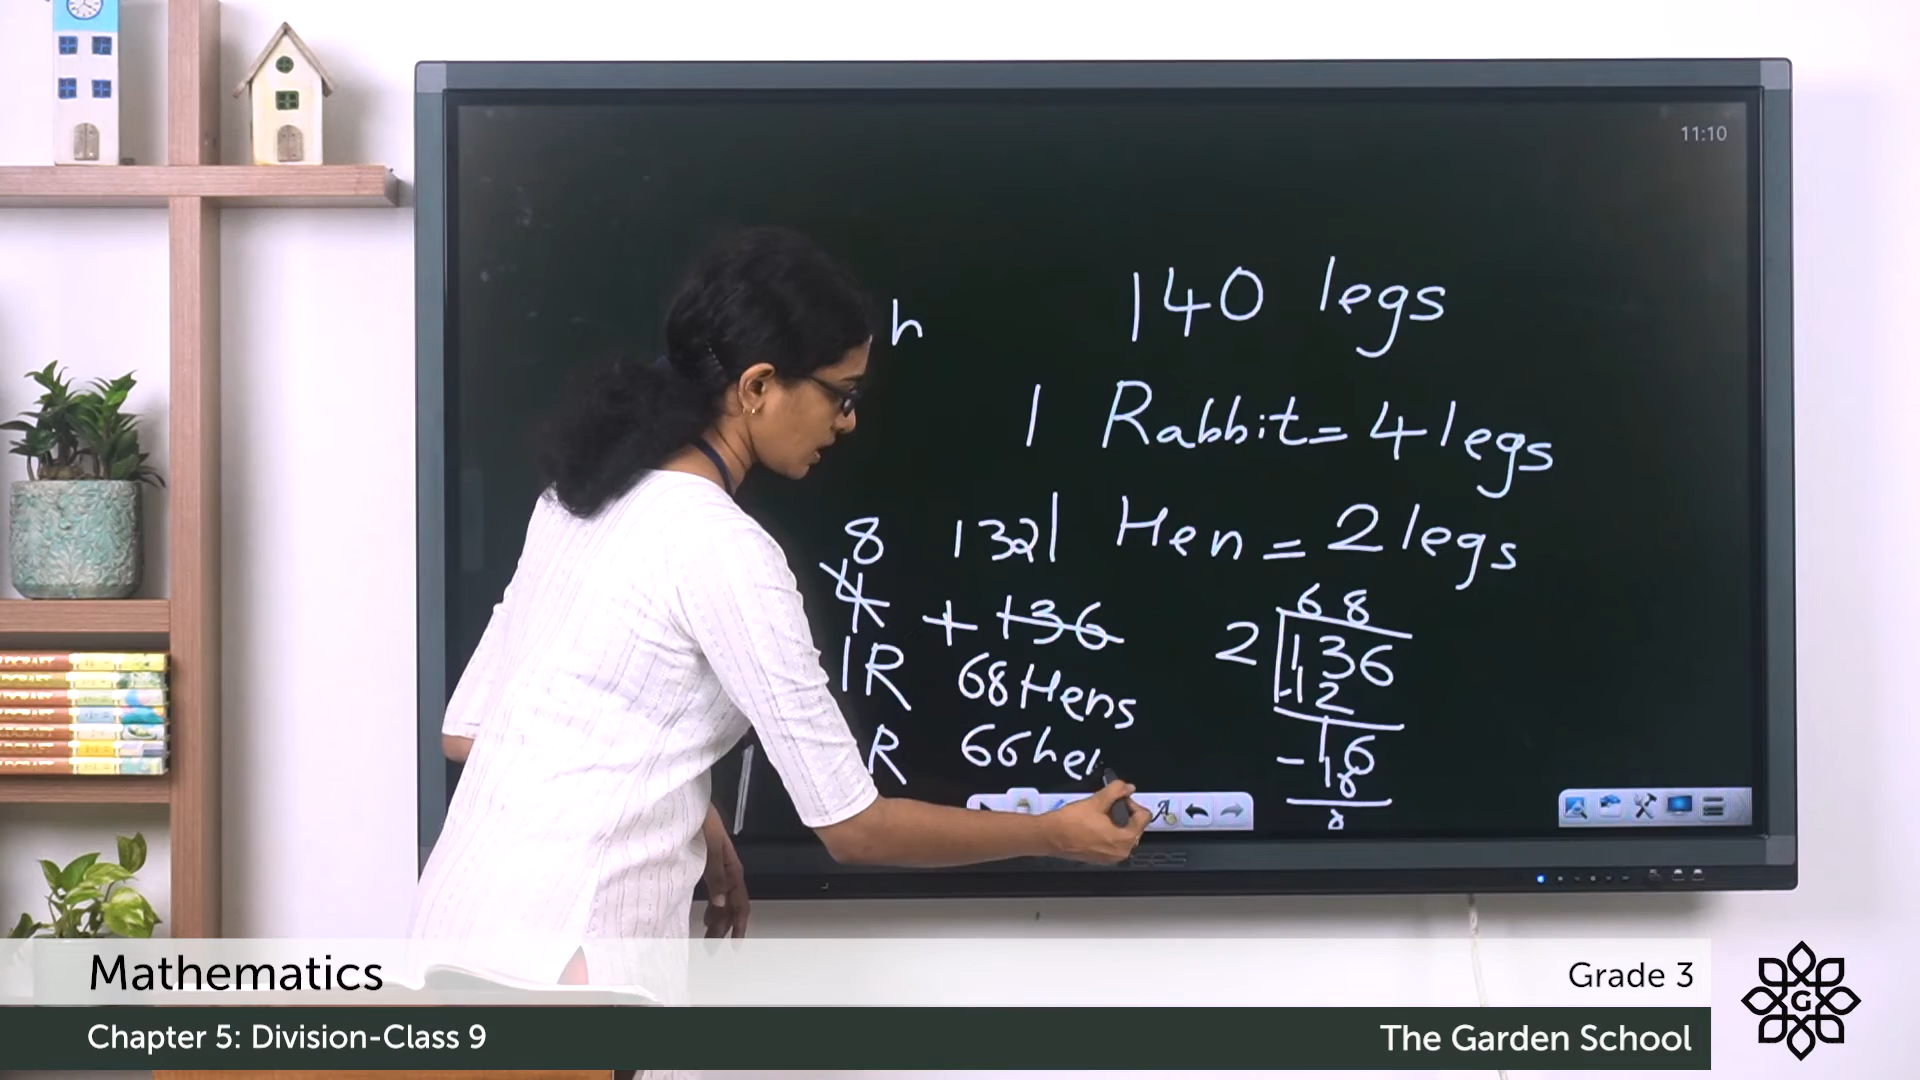 11:10
h
140 legs
1 Rabbit = 4 legs
8 132
1 Hen = 2 legs
4 + 136
1R 68 Hens
R 66 he
68
2 136
-12
16
- 16
Mathematics
Grade 3
Chapter 5: Division-Class 9
The Garden School
G